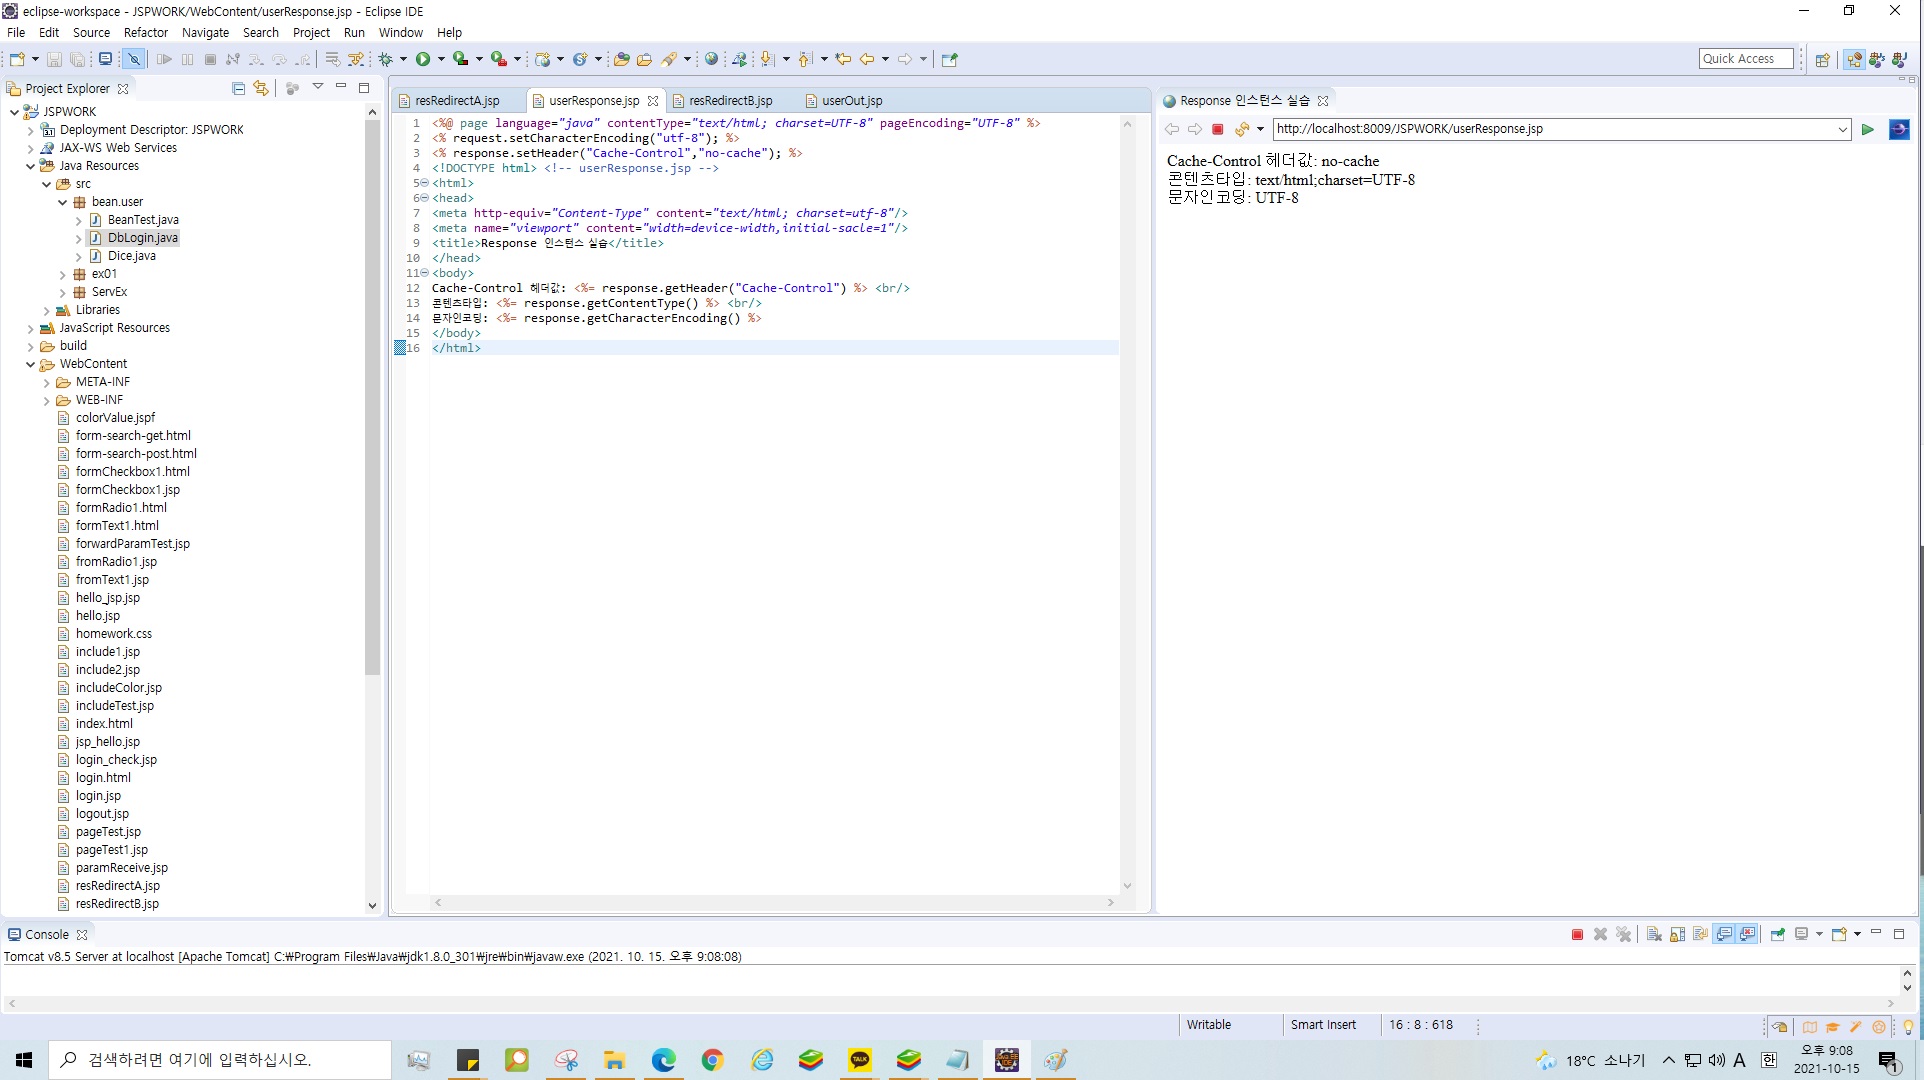 eclipse-workspace - JSPWORK/WebContent/userResponse.jsp - Eclipse IDE
File Edit Source Refactor Navigate Search Project Run Window Help
Quick Access
Project Explorer
JSPWORK
Deployment Descriptor: JSPWORK
JAX-WS Web Services
Java Resources
src
bean.user
BeanTest.java
DbLogin.java
Dice.java
ex01
ServEx
Libraries
JavaScript Resources
build
WebContent
META-INF
WEB-INF
colorValue.jspf
form-search-get.html
form-search-post.html
formCheckbox1.html
formCheckbox1.jsp
formRadio1.html
formText1.html
forwardParamTest.jsp
fromRadio1.jsp
fromText1.jsp
hello_jsp.jsp
hello.jsp
homework.css
include1.jsp
include2.jsp
includeColor.jsp
includeTest.jsp
index.html
jsp_hello.jsp
login_check.jsp
login.html
login.jsp
logout.jsp
pageTest.jsp
pageTest1.jsp
paramReceive.jsp
resRedirectA.jsp
resRedirectB.jsp
resRedirectA.jsp userResponse.jsp resRedirectB.jsp userOut.jsp
1 <%@ page language="java" contentType="text/html; charset=UTF-8" pageEncoding="UTF-8" %>
2 <% request.setCharacterEncoding("utf-8"); %>
3 <% response.setHeader("Cache-Control","no-cache"); %>
4 <!DOCTYPE html> <!-- userResponse.jsp -->
5 <html>
6 <head>
7 <meta http-equiv="Content-Type" content="text/html; charset=utf-8"/>
8 <meta name="viewport" content="width=device-width,initial-sacle=1"/>
9 <title>Response 인스턴스 실습</title>
10 </head>
11 <body>
12 Cache-Control 헤더값: <%= response.getHeader("Cache-Control") %> <br/>
13 콘텐츠타입: <%= response.getContentType() %> <br/>
14 문자인코딩: <%= response.getCharacterEncoding() %>
15 </body>
16 </html>
Response 인스턴스 실습
http://localhost:8009/JSPWORK/userResponse.jsp
Cache-Control 헤더값: no-cache
콘텐츠타입: text/html;charset=UTF-8
문자인코딩: UTF-8
Console
Tomcat v8.5 Server at localhost [Apache Tomcat] C:₩Program Files₩Java₩jdk1.8.0_301₩jre₩bin₩javaw.exe (2021. 10. 15. 오후 9:08:08)
Writable Smart Insert 16 : 8 : 618
검색하려면 여기에 입력하십시오.
TALK
18°C 소나기
A 한
오후 9:08
2021-10-15
1